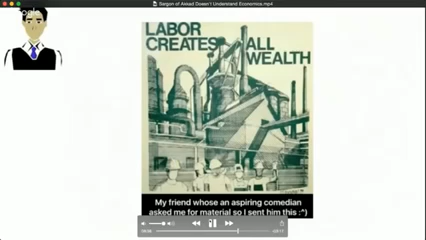 Sargon of Akkad Doesn't Understand Economics.mp4
LABOR
CREATES ALL
WEALTH
My friend whose an aspiring comedian
asked me for material so I sent him this :^)